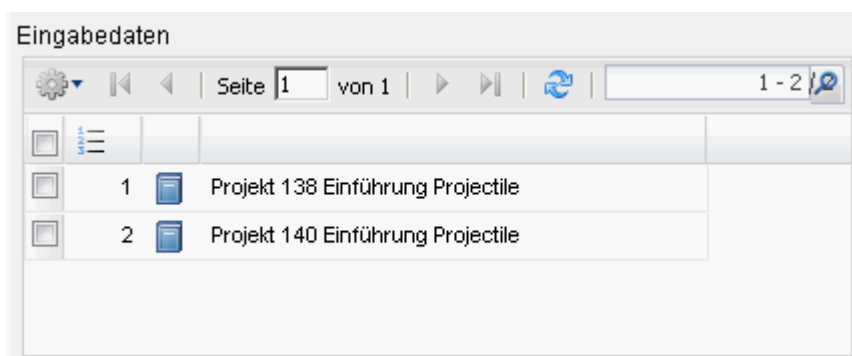 Eingabedaten
Seite 1 von 1 1 - 2 /
1 Projekt 138 Einführung Projectile
2 Projekt 140 Einführung Projectile